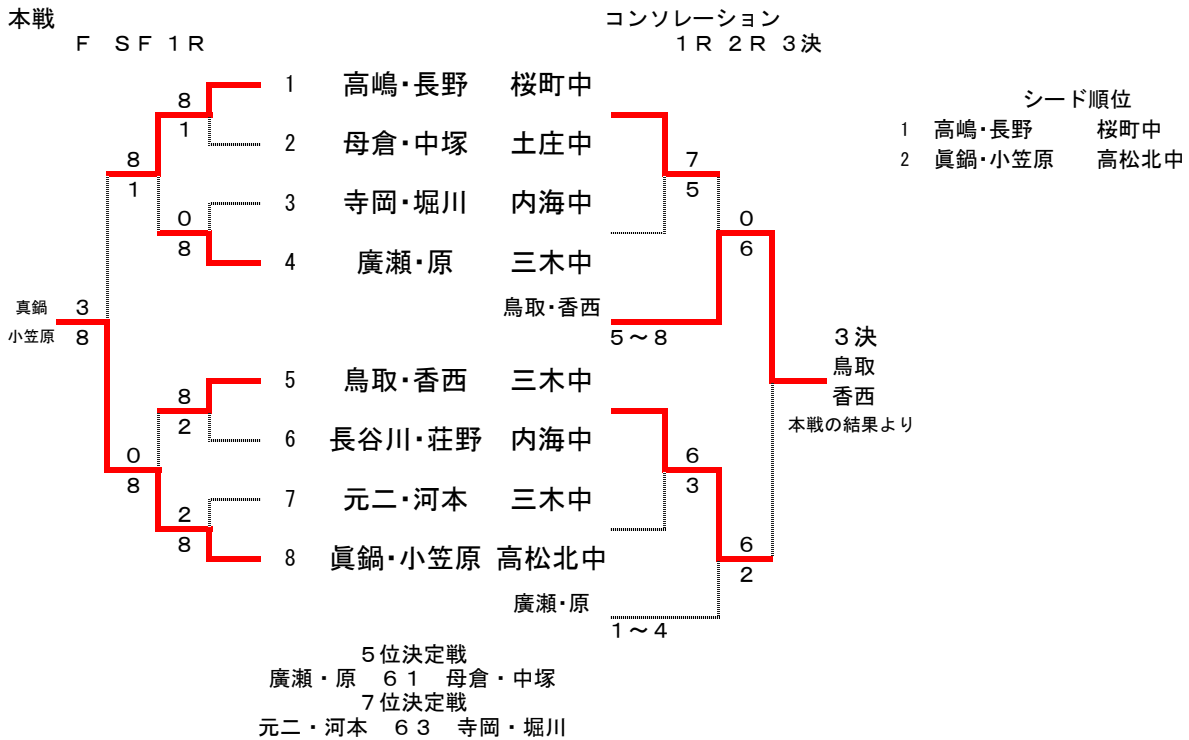 本戦
Ｆ ＳＦ １Ｒ
コンソレーション
１Ｒ ２Ｒ ３決
シード順位
1 高嶋・長野 桜町中
2 眞鍋・小笠原 高松北中
1 高嶋・長野 桜町中
2 母倉・中塚 土庄中
3 寺岡・堀川 内海中
4 廣瀬・原 三木中
5 鳥取・香西 三木中
6 長谷川・荘野 内海中
7 元二・河本 三木中
8 眞鍋・小笠原 高松北中
８
１
０
８
８
２
２
８
８
１
０
８
真鍋 ３
小笠原 ８
７
５
鳥取・香西
５～８
０
６
６
３
廣瀬・原
１～４
６
２
３決
鳥取
香西
本戦の結果より
５位決定戦
廣瀬・原 ６１ 母倉・中塚
７位決定戦
元二・河本 ６３ 寺岡・堀川